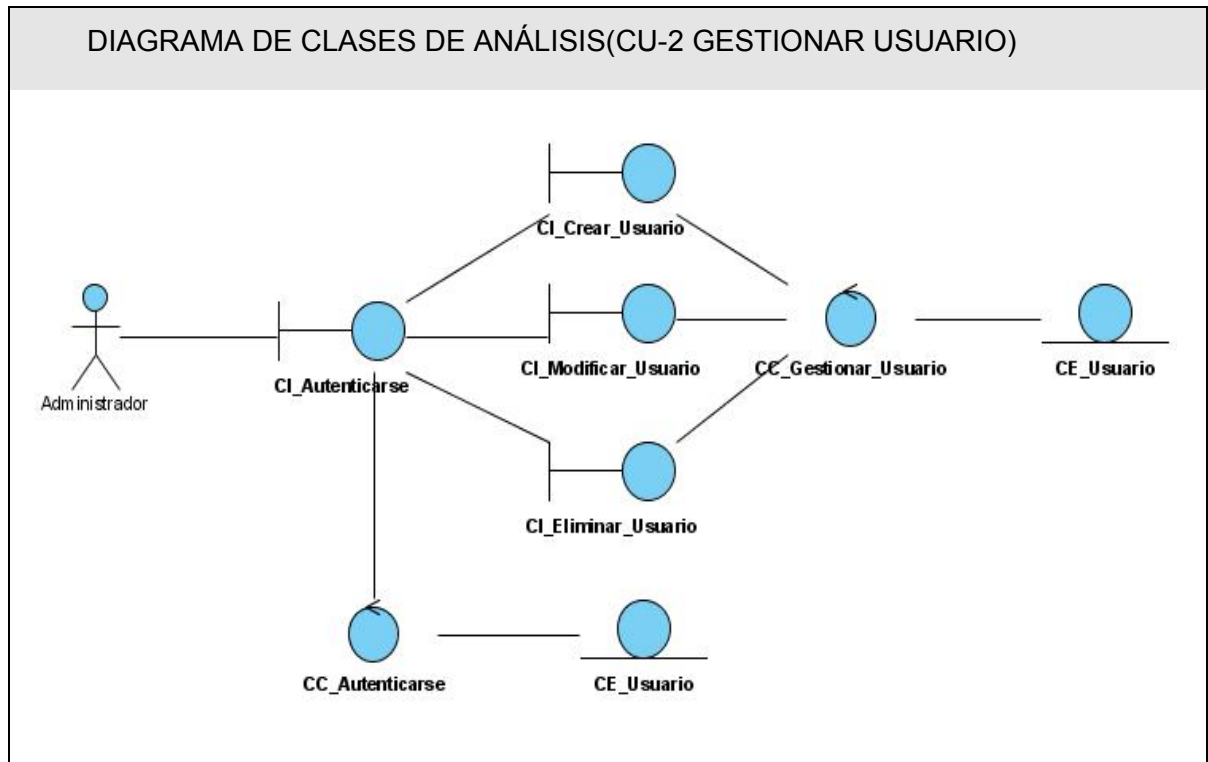 DIAGRAMA DE CLASES DE ANÁLISIS(CU-2 GESTIONAR USUARIO)
CI_Crear_Usuario
CI_Autenticarse
CI_Modificar_Usuario
CC_Gestionar_Usuario
CE_Usuario
Administrador
CI_Eliminar_Usuario
CC_Autenticarse
CE_Usuario